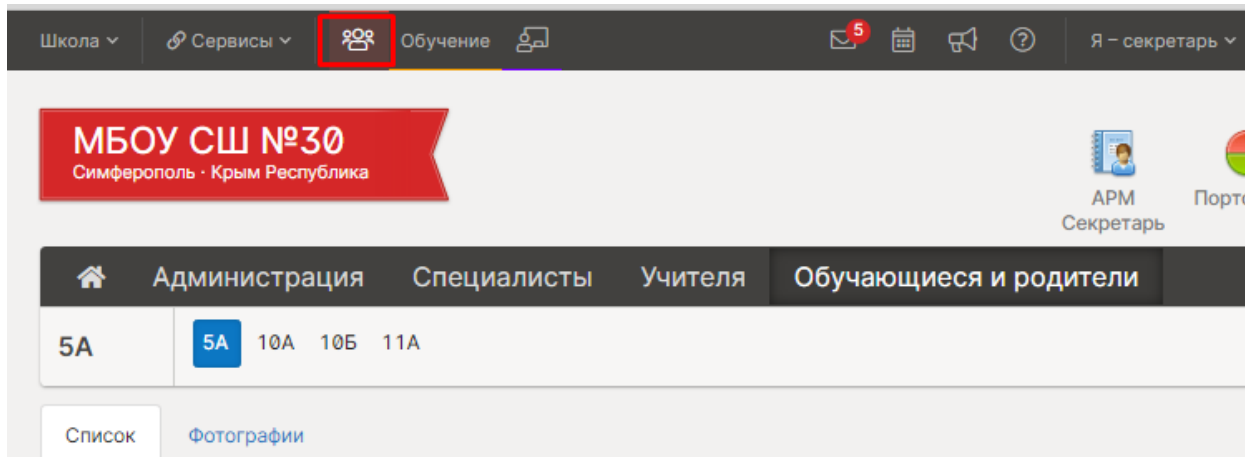 Школа Сервисы Обучение 5 Я – секретарь
МБОУ СШ №30
Симферополь · Крым Республика
АРМ
Секретарь
Администрация Специалисты Учителя Обучающиеся и родители
5А 5А 10А 10Б 11А
Список Фотографии